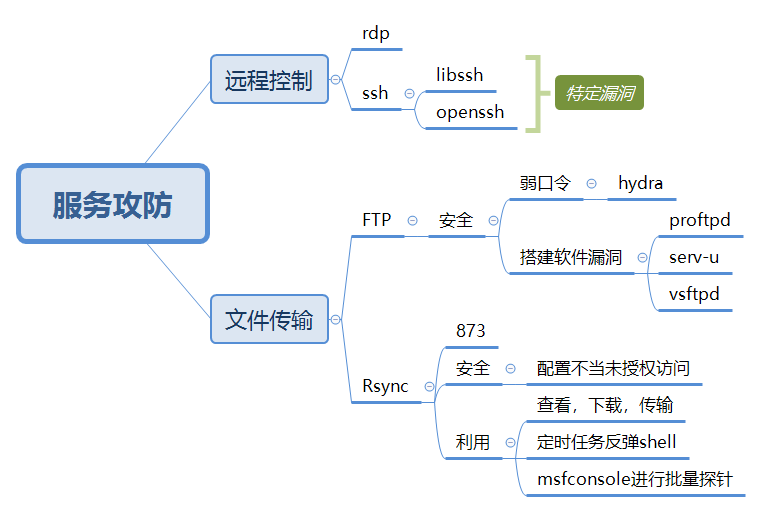 服务攻防
远程控制
rdp
ssh
libssh
openssh
特定漏洞
文件传输
FTP
安全
弱口令
hydra
搭建软件漏洞
proftpd
serv-u
vsftpd
Rsync
873
安全
配置不当未授权访问
利用
查看，下载，传输
定时任务反弹shell
msfconsole进行批量探针